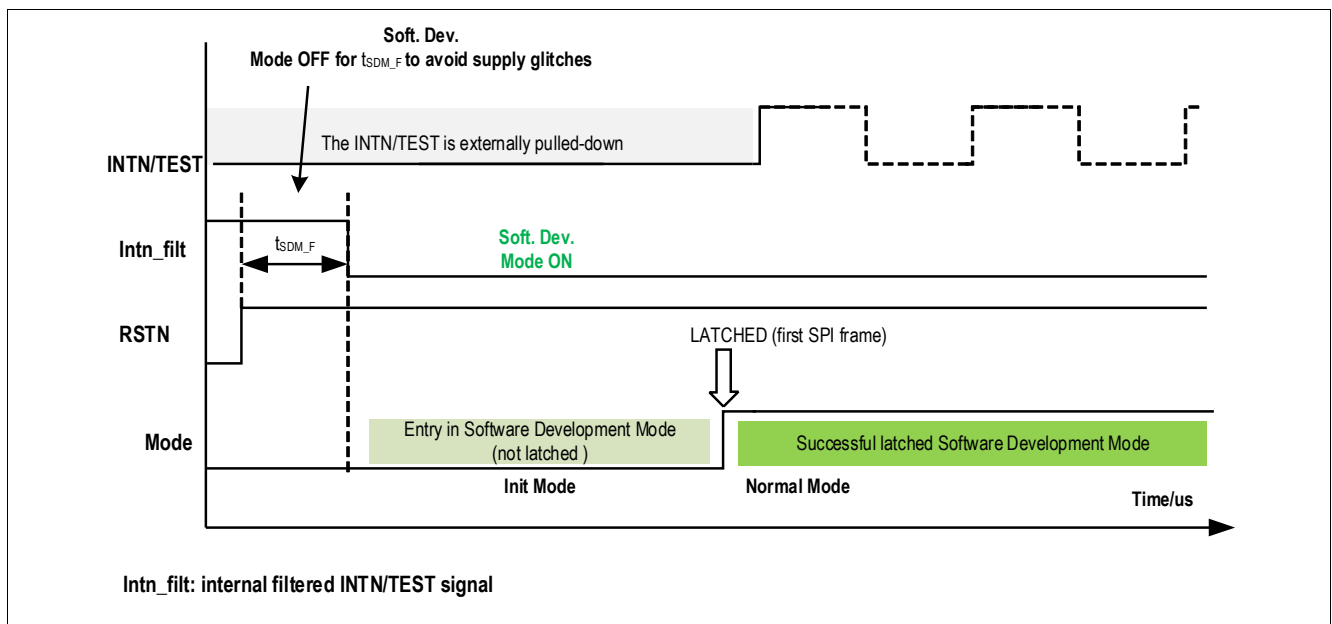 Soft. Dev.
Mode OFF for tSDM_F to avoid supply glitches
The INTN/TEST is externally pulled-down
INTN/TEST
Intn_filt
tSDM_F
Soft. Dev.
Mode ON
RSTN
LATCHED (first SPI frame)
Mode
Entry in Software Development Mode
(not latched )
Successful latched Software Development Mode
Init Mode
Normal Mode
Time/us
Intn_filt: internal filtered INTN/TEST signal